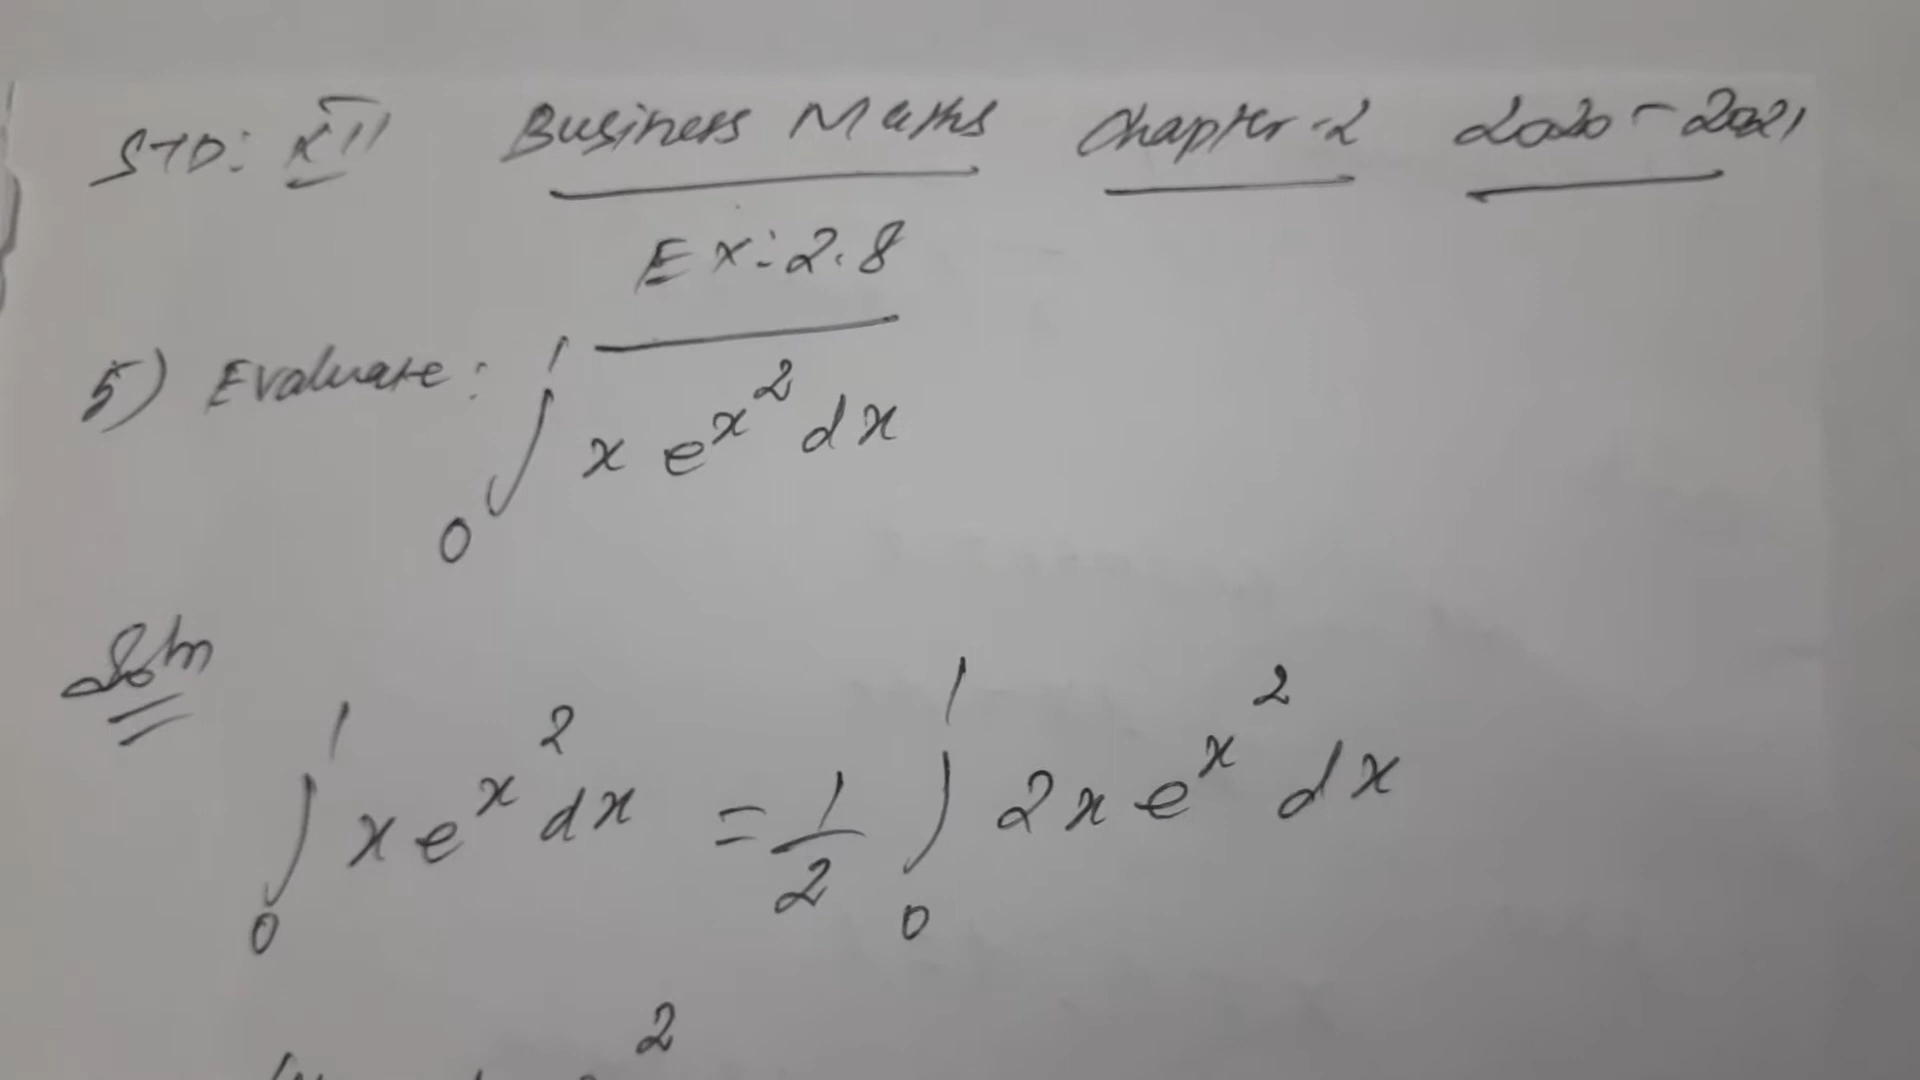 STD: XII Business Maths Chapter-2 2020-2021
Ex: 2.8
5) Evaluate: ∫₀¹ x e^{x²} dx
Soln
∫₀¹ x e^{x²} dx = 1/2 ∫₀¹ 2x e^{x²} dx
2